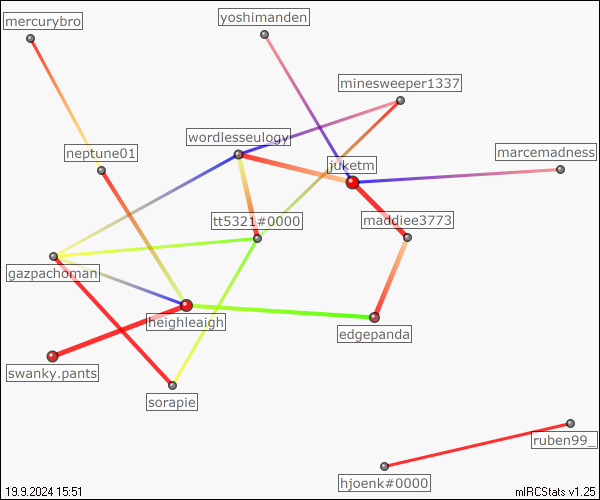 mercurybro
yoshimanden
minesweeper1337
wordlesseulogy
neptune01
juketm
marcemadness
tt5321#0000
maddiee3773
gazpachoman
heighleaigh
edgepanda
swanky.pants
sorapie
ruben99_
hjoenk#0000
19.9.2024 15:51
mIRCStats v1.25